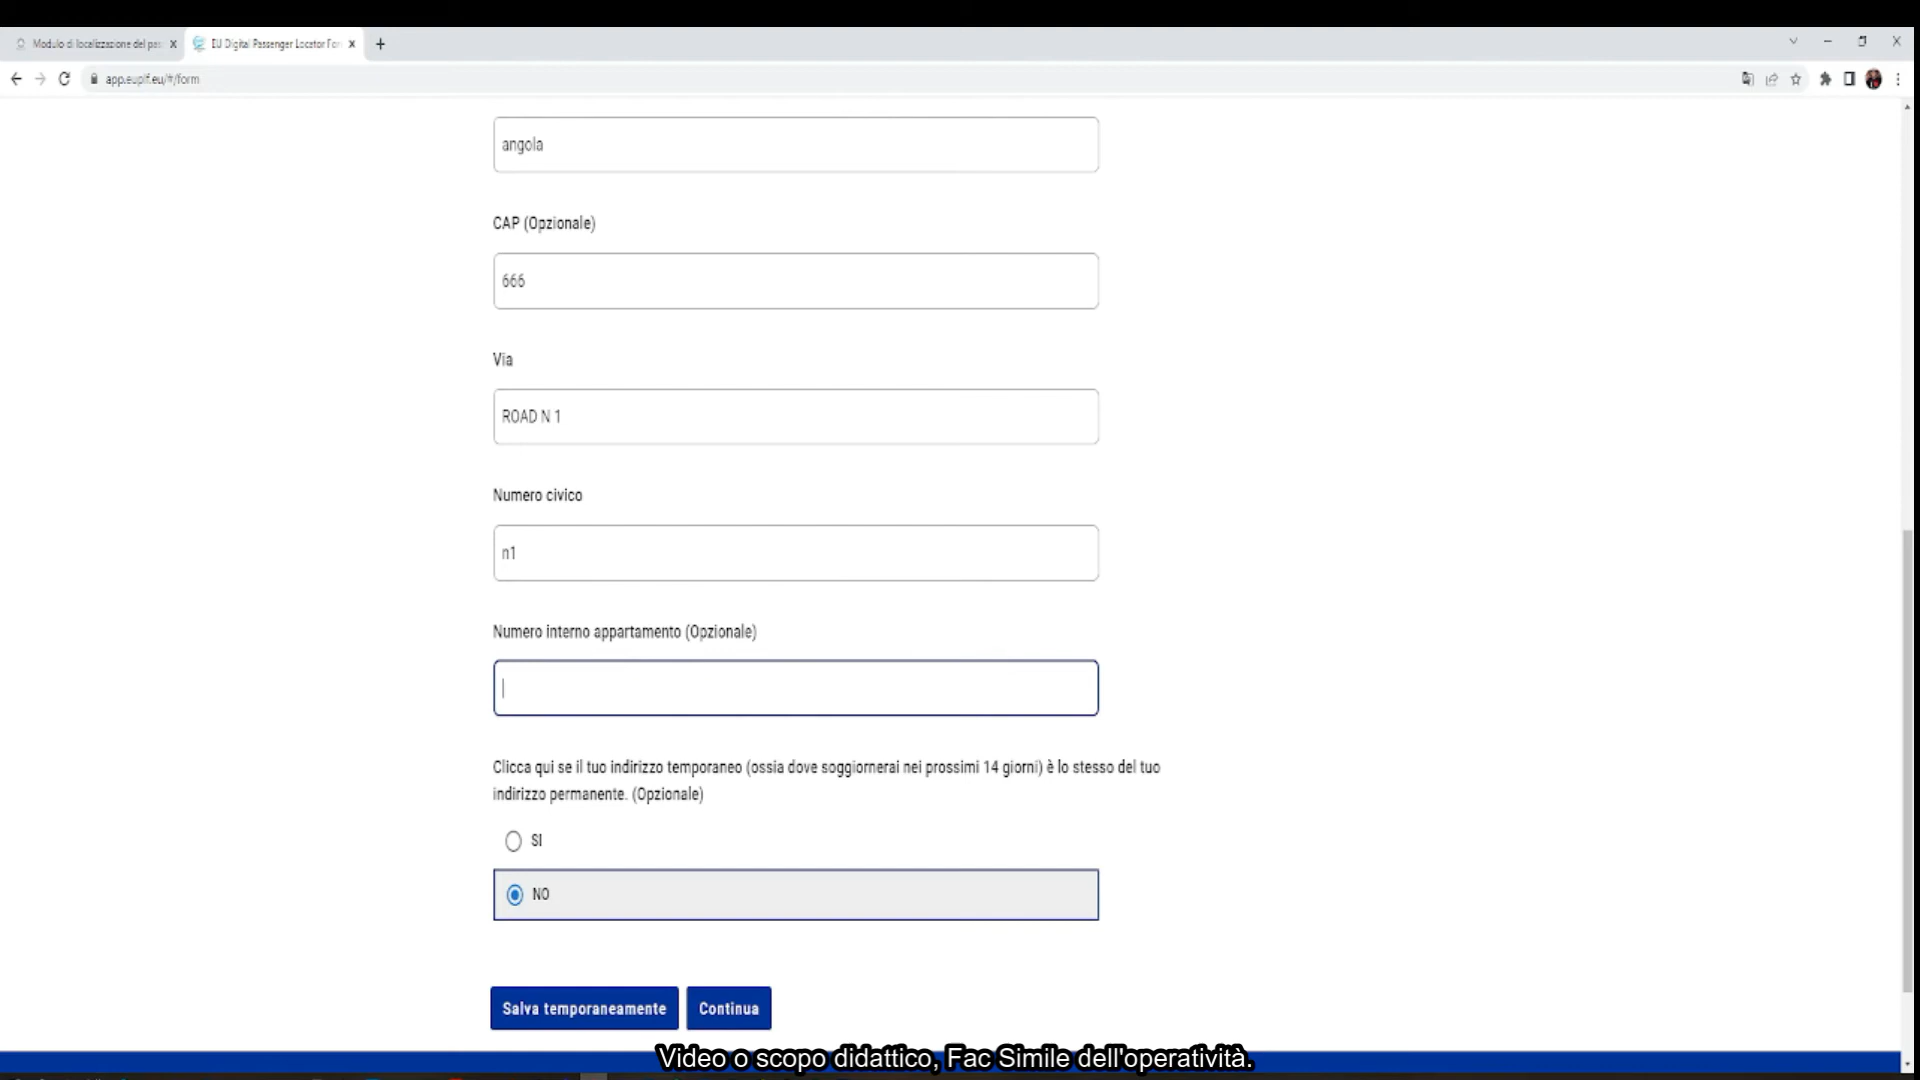 Modulo di localizzazione del pas
EU Digital Passenger Locator For
app.euplf.eu/#/form
angola
CAP (Opzionale)
666
Via
ROAD N 1
Numero civico
n1
Numero interno appartamento (Opzionale)
Clicca qui se il tuo indirizzo temporaneo (ossia dove soggiornerai nei prossimi 14 giorni) è lo stesso del tuo
indirizzo permanente. (Opzionale)
SI
NO
Salva temporaneamente Continua
Video o scopo didattico, Fac Simile dell'operatività.